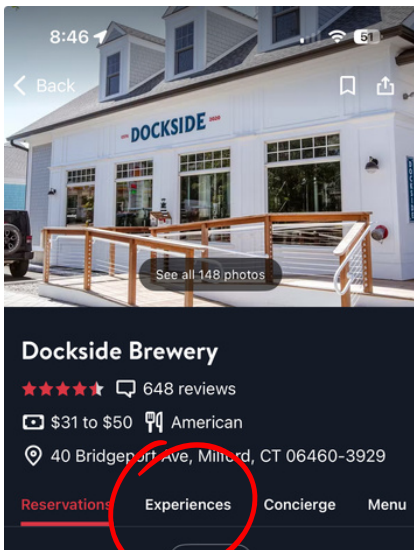 8:46
51
Back
DOCKSIDE
See all 148 photos
Dockside Brewery
648 reviews
$31 to $50
American
40 Bridgeport Ave, Milford, CT 06460-3929
Reservations Experiences Concierge Menu